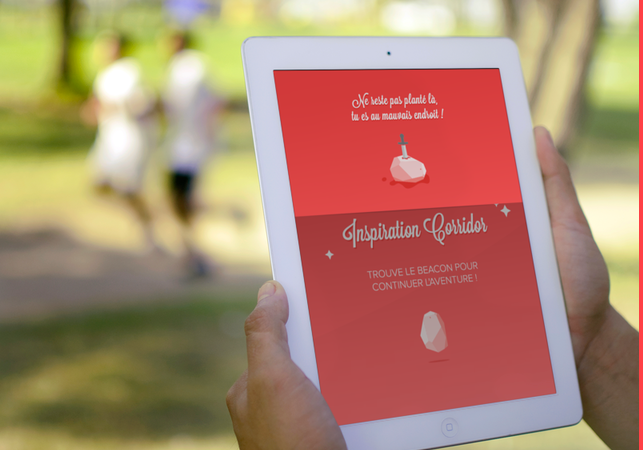 Ne reste pas planté là,
tu es au mauvais endroit !
Inspiration Corridor
TROUVE LE BEACON POUR
CONTINUER L'AVENTURE !